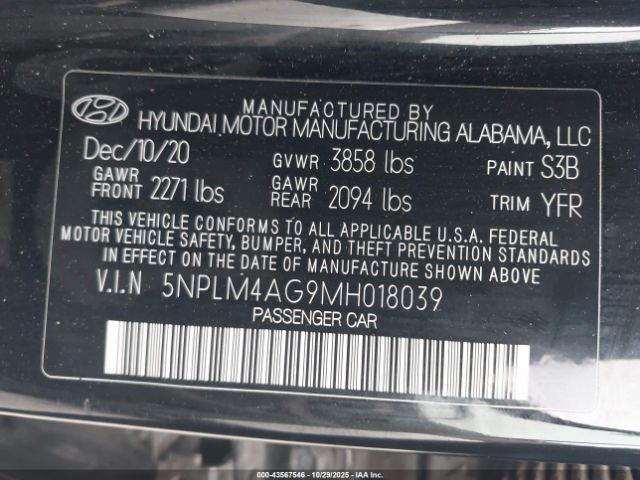 MANUFACTURED BY
HYUNDAI MOTOR MANUFACTURING ALABAMA, LLC
Dec/10/20 GVWR 3858 lbs PAINT S3B
GAWR FRONT 2271 lbs GAWR REAR 2094 lbs TRIM YFR
THIS VEHICLE CONFORMS TO ALL APPLICABLE U.S.A. FEDERAL
MOTOR VEHICLE SAFETY, BUMPER, AND THEFT PREVENTION STANDARDS
IN EFFECT ON THE DATE OF MANUFACTURE SHOWN ABOVE.
V.I.N 5NPLM4AG9MH018039
PASSENGER CAR
000-43567546 - 10/29/2025 - IAA Inc.